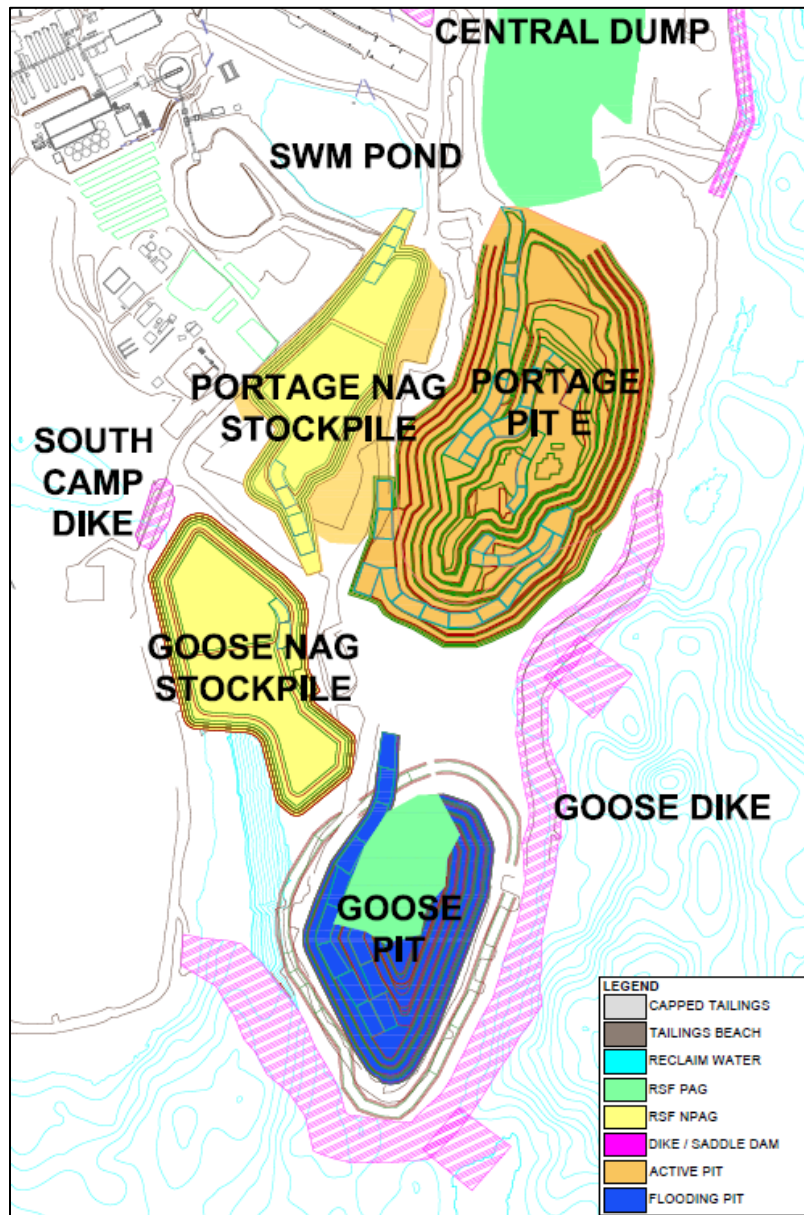 CENTRAL DUMP
SWM POND
PORTAGE NAG
STOCKPILE
PORTAGE
PIT E
SOUTH
CAMP
DIKE
GOOSE NAG
STOCKPILE
GOOSE DIKE
GOOSE
PIT
LEGEND
CAPPED TAILINGS
TAILINGS BEACH
RECLAIM WATER
RSF PAG
RSF NPAG
DIKE / SADDLE DAM
ACTIVE PIT
FLOODING PIT